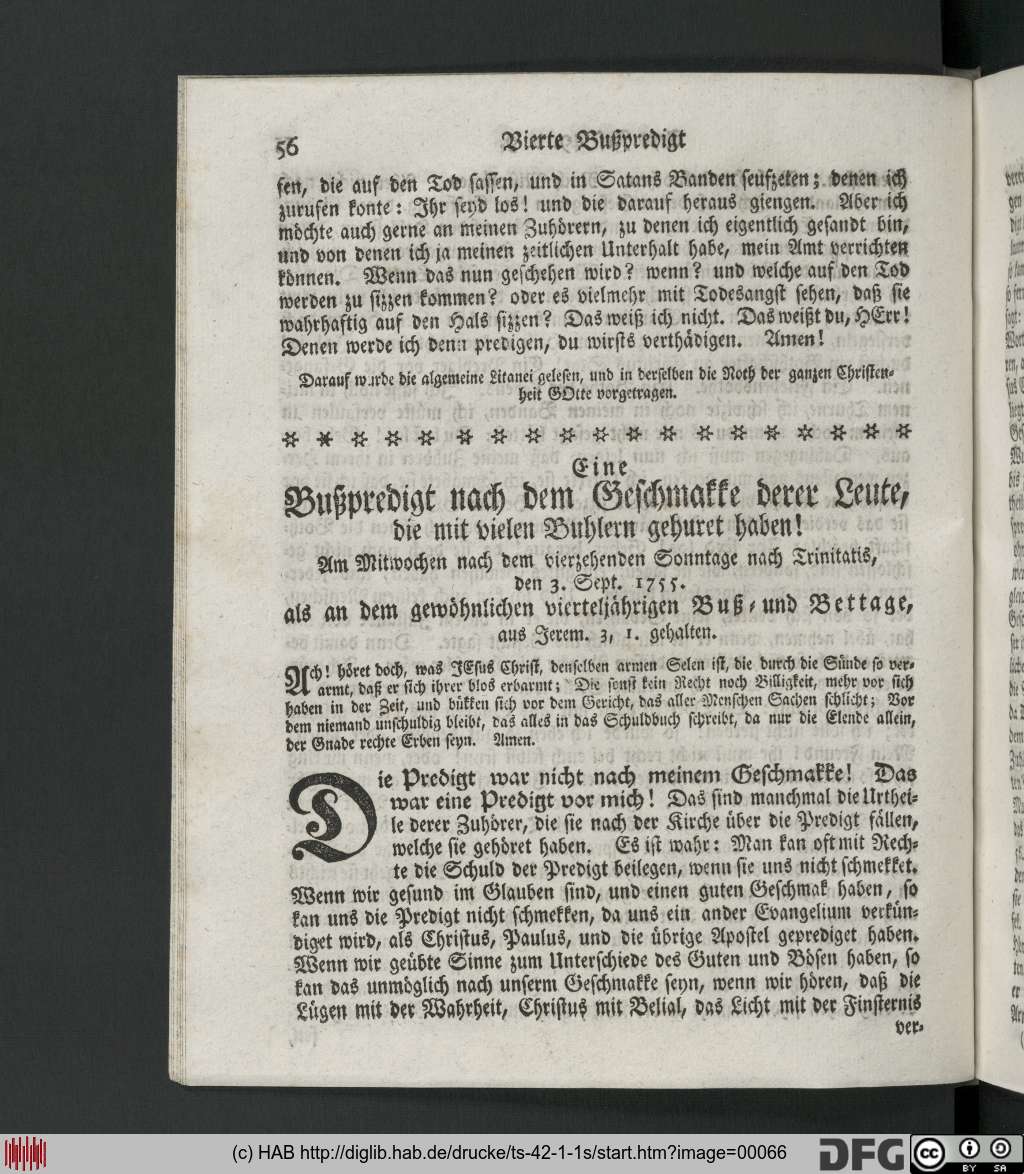 56 Vierte Bußpredigt
sen, die auf den Tod sassen, und in Satans Banden seufzeten; denen ich
zurufen konte: Ihr seyd los! und die darauf heraus giengen. Aber ich
möchte auch gerne an meinen Zuhörern, zu denen ich eigentlich gesandt bin,
und von denen ich ja meinen zeitlichen Unterhalt habe, mein Amt verrichten
können. Wenn das nun geschehen wird? wenn? und welche auf den Tod
werden zu sizzen kommen? oder es vielmehr mit Todesangst sehen, daß sie
wahrhaftig auf den Hals sizzen? Das weiß ich nicht. Das weißt du, HErr!
Denen werde ich denn predigen, du wirsts verthädigen. Amen!
Darauf wurde die algemeine Litanei gelesen, und in derselben die Noth der ganzen Christen-
heit GOtte vorgetragen.
Eine
Bußpredigt nach dem Geschmakke derer Leute,
die mit vielen Buhlern gehuret haben!
Am Mitwochen nach dem vierzehenden Sonntage nach Trinitatis,
den 3. Sept. 1755.
als an dem gewöhnlichen vierteljährigen Buß- und Bettage,
aus Jerem. 3, 1. gehalten.
Ach! höret doch, was JEsus Christ, denselben armen Selen ist, die durch die Sünde so ver-
armt, daß er sich ihrer blos erbarmt; Die sonst kein Recht noch Billigkeit, mehr vor sich
haben in der Zeit, und bükken sich vor dem Gericht, das aller Menschen Sachen schlicht; Vor
dem niemand unschuldig bleibt, das alles in das Schuldbuch schreibt, da nur die Elende allein,
der Gnade rechte Erben seyn. Amen.
Die Predigt war nicht nach meinem Geschmakke! Das
war eine Predigt vor mich! Das sind manchmal die Urthei-
le derer Zuhörer, die sie nach der Kirche über die Predigt fällen,
welche sie gehöret haben. Es ist wahr: Man kan oft mit Rech-
te die Schuld der Predigt beilegen, wenn sie uns nicht schmekket.
Wenn wir gesund im Glauben sind, und einen guten Geschmak haben, so
kan uns die Predigt nicht schmekken, da uns ein ander Evangelium verkün-
diget wird, als Christus, Paulus, und die übrige Apostel geprediget haben.
Wenn wir geübte Sinne zum Unterschiede des Guten und Bösen haben, so
kan das unmöglich nach unserm Geschmakke seyn, wenn wir hören, daß die
Lügen mit der Wahrheit, Christus mit Belial, das Licht mit der Finsternis
ver-
(c) HAB http://diglib.hab.de/drucke/ts-42-1-1s/start.htm?image=00066
DFG
cc BY SA